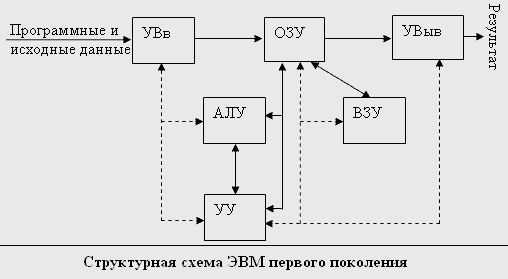 Программные и
исходные данные
УВв
ОЗУ
УВыв
Результат
АЛУ
ВЗУ
УУ
Структурная схема ЭВМ первого поколения